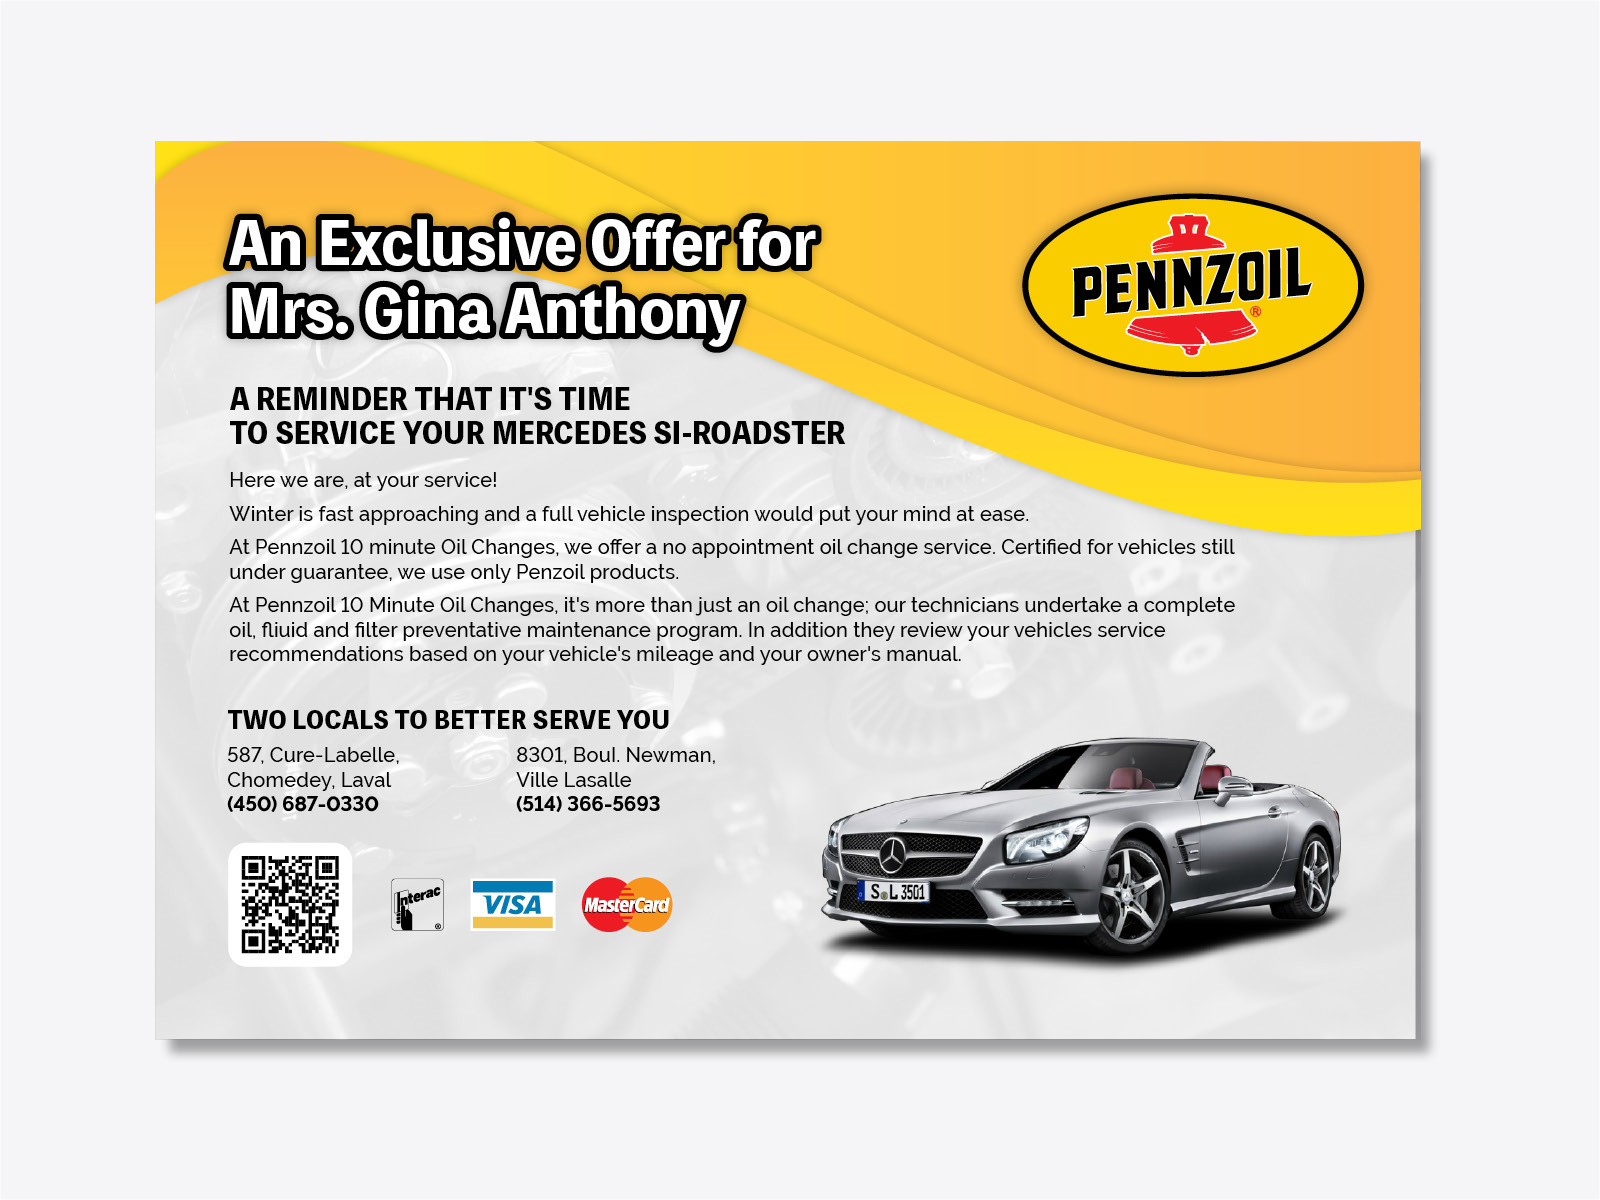 An Exclusive Offer for
Mrs. Gina Anthony
PENNZOIL
®
A REMINDER THAT IT'S TIME
TO SERVICE YOUR MERCEDES SI-ROADSTER
Here we are, at your service!
Winter is fast approaching and a full vehicle inspection would put your mind at ease.
At Pennzoil 10 minute Oil Changes, we offer a no appointment oil change service. Certified for vehicles still
under guarantee, we use only Penzoil products.
At Pennzoil 10 Minute Oil Changes, it's more than just an oil change; our technicians undertake a complete
oil, fliuid and filter preventative maintenance program. In addition they review your vehicles service
recommendations based on your vehicle's mileage and your owner's manual.
TWO LOCALS TO BETTER SERVE YOU
587, Cure-Labelle,
Chomedey, Laval
(450) 687-0330
8301, Boul. Newman,
Ville Lasalle
(514) 366-5693
Interac
®
VISA
MasterCard
S L 3501